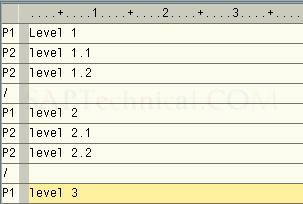 ....+....1....+....2....+....3....+....
P1 Level 1
P2 level 1.1
P2 level 1.2
/
P1 level 2
P2 level 2.1
P2 level 2.2
/
P1 level 3
SAPTechnical.COM